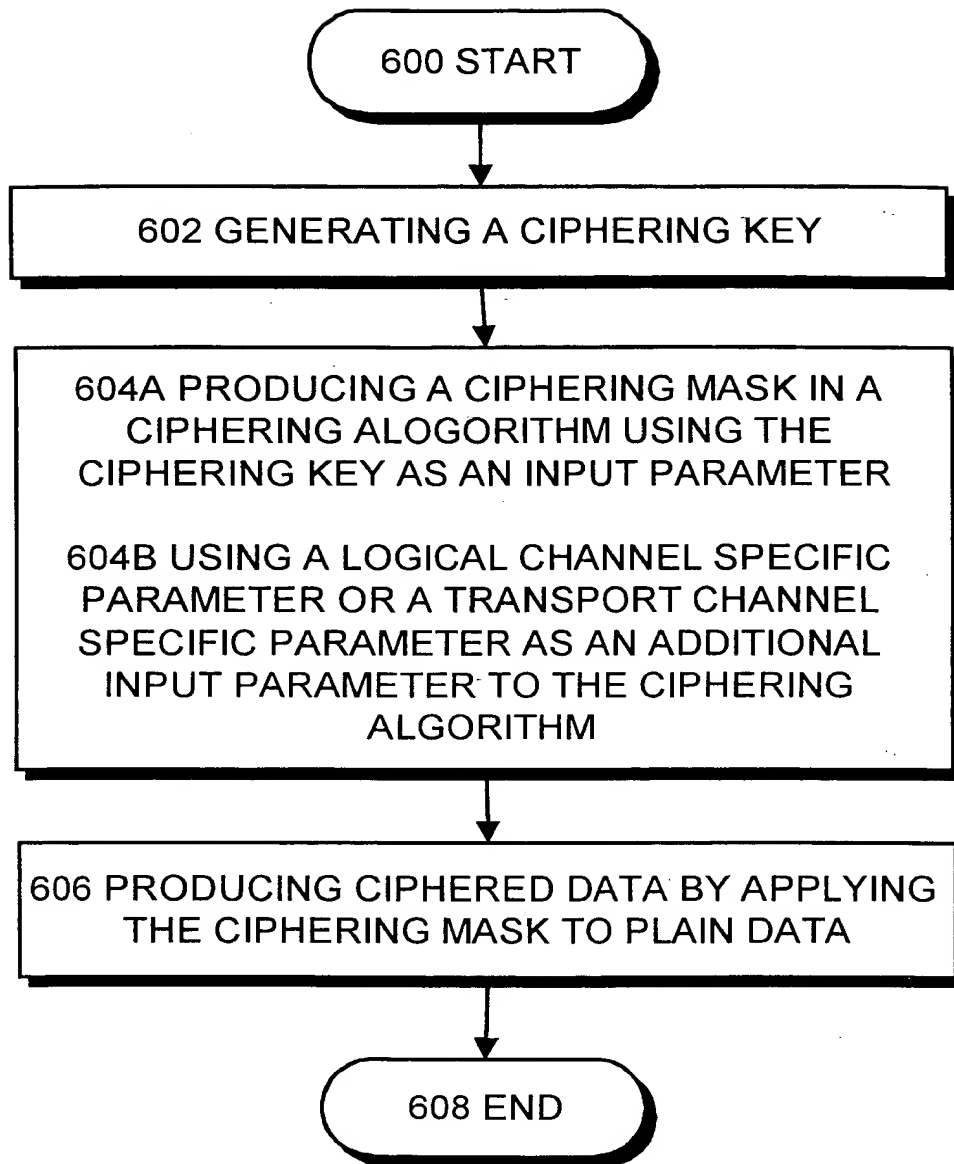 600 START
602 GENERATING A CIPHERING KEY
604A PRODUCING A CIPHERING MASK IN A
CIPHERING ALOGORITHM USING THE
CIPHERING KEY AS AN INPUT PARAMETER
604B USING A LOGICAL CHANNEL SPECIFIC
PARAMETER OR A TRANSPORT CHANNEL
SPECIFIC PARAMETER AS AN ADDITIONAL
INPUT PARAMETER TO THE CIPHERING
ALGORITHM
606 PRODUCING CIPHERED DATA BY APPLYING
THE CIPHERING MASK TO PLAIN DATA
608 END